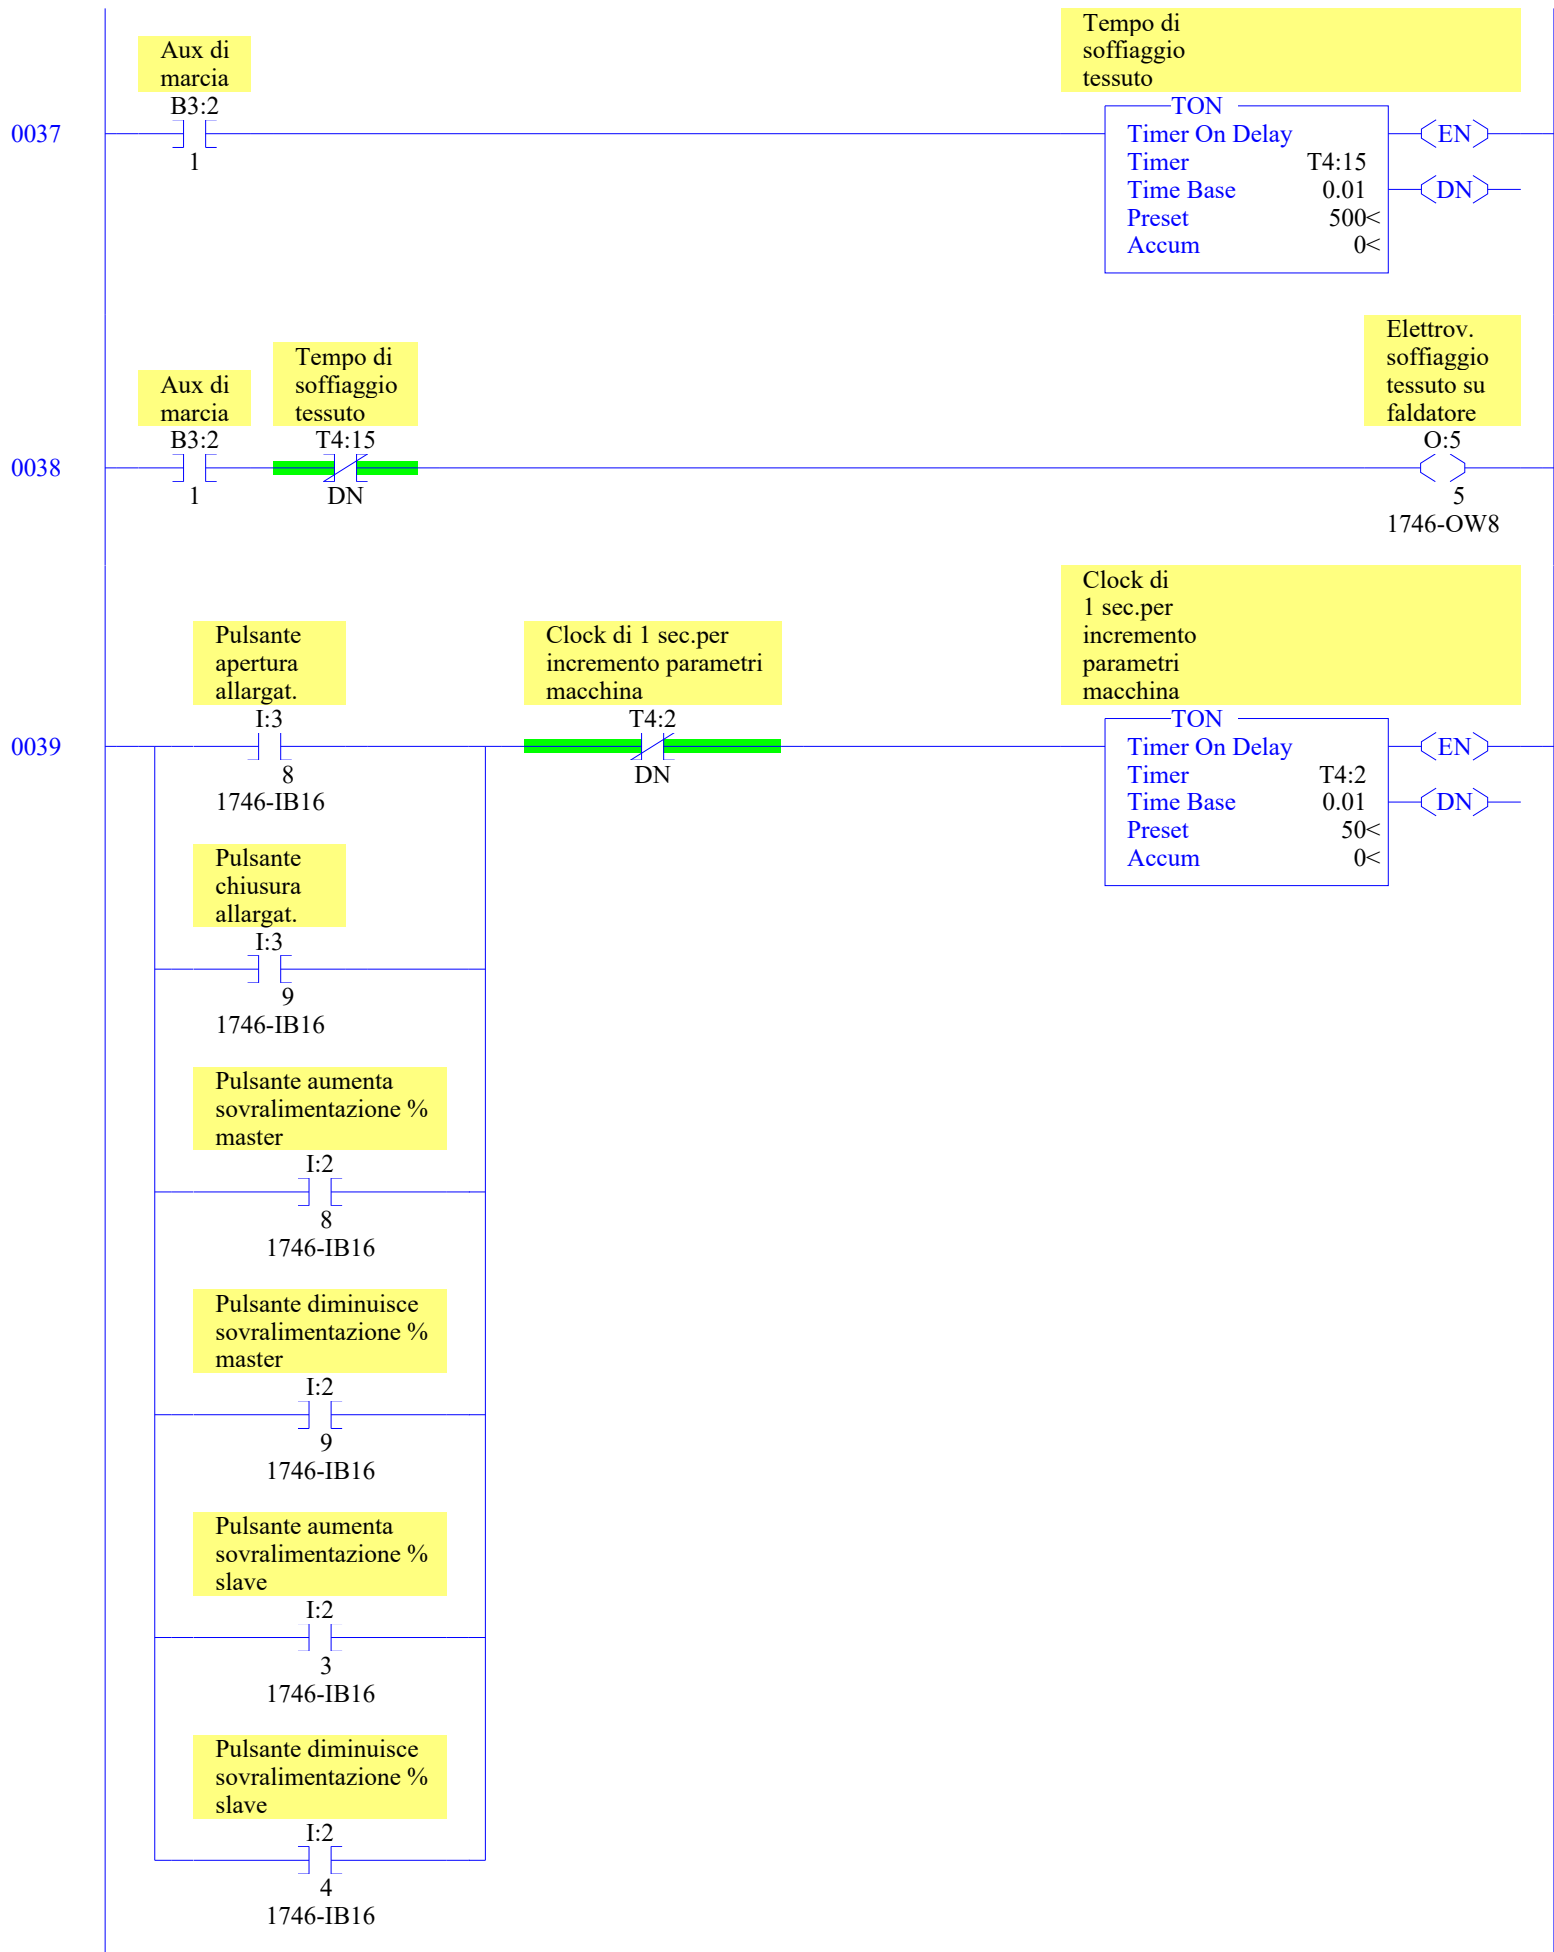 Tempo di
soffiaggio
tessuto
Aux di
marcia
B3:2
TON
0037
Timer On Delay
EN
1
Timer T4:15
Time Base 0.01
DN
Preset 500<
Accum 0<
Elettrov.
soffiaggio
tessuto su
faldatore
Tempo di
soffiaggio
tessuto
Aux di
marcia
B3:2
T4:15
O:5
0038
1
DN
5
1746-OW8
Clock di
1 sec.per
incremento
parametri
macchina
Pulsante
apertura
allargat.
Clock di 1 sec.per
incremento parametri
macchina
I:3
T4:2
TON
0039
Timer On Delay
EN
8
DN
Timer T4:2
1746-IB16
Time Base 0.01
DN
Preset 50<
Accum 0<
Pulsante
chiusura
allargat.
I:3
9
1746-IB16
Pulsante aumenta
sovralimentazione %
master
I:2
8
1746-IB16
Pulsante diminuisce
sovralimentazione %
master
I:2
9
1746-IB16
Pulsante aumenta
sovralimentazione %
slave
I:2
3
1746-IB16
Pulsante diminuisce
sovralimentazione %
slave
I:2
4
1746-IB16